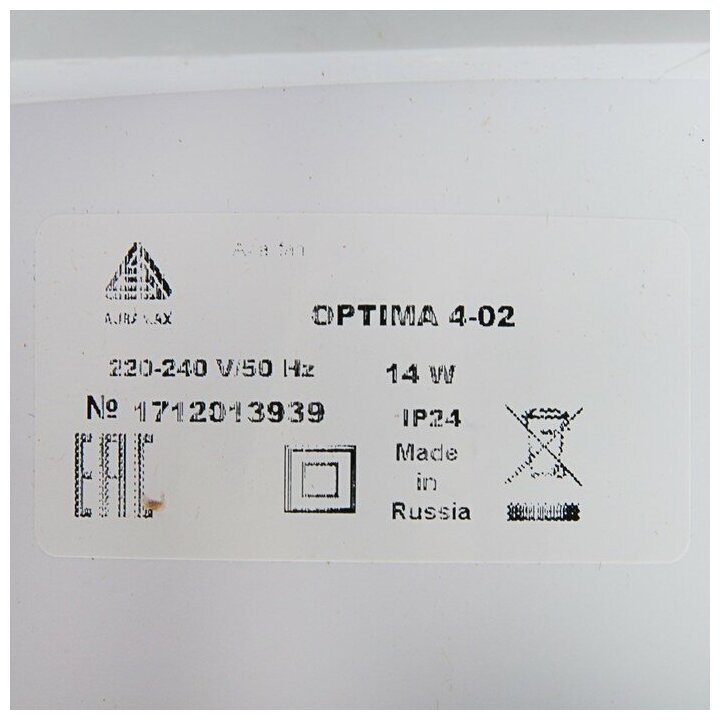 OPTIMA 4-02
220-240 V/50 Hz
14 W
№ 1712013939
IP24
Made
in
Russia
EAC